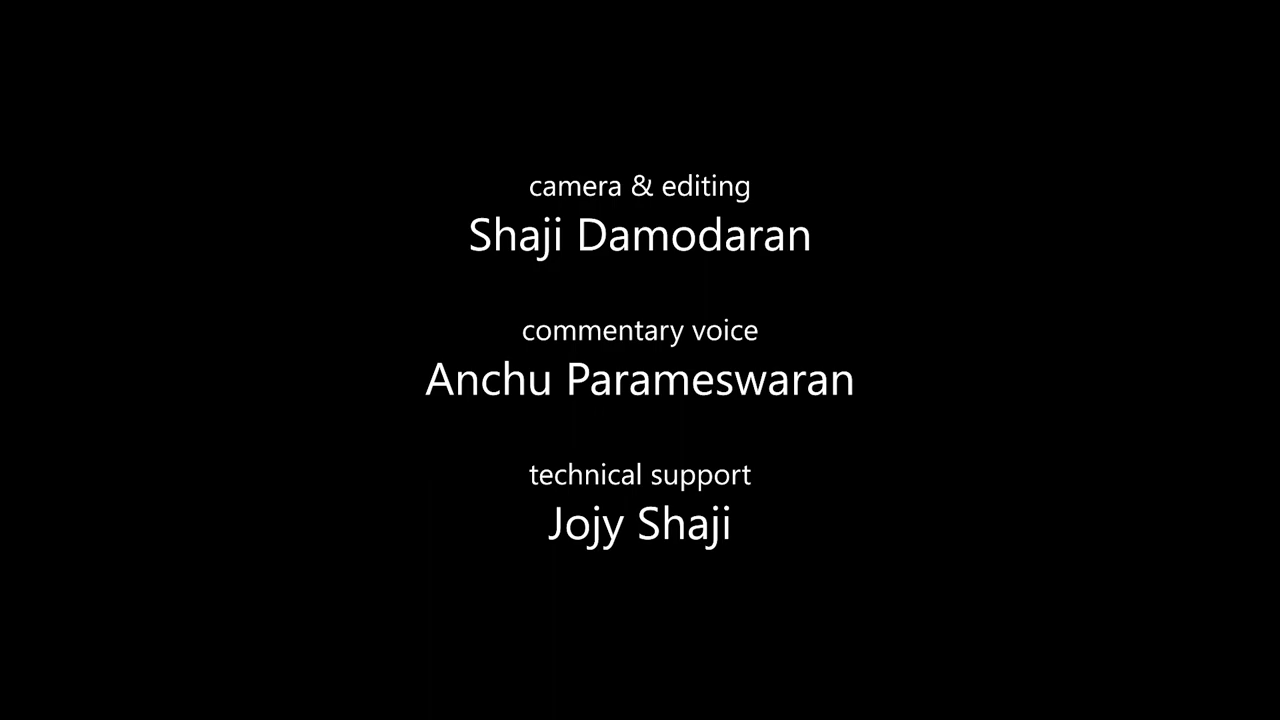 camera & editing
Shaji Damodaran
commentary voice
Anchu Parameswaran
technical support
Jojy Shaji